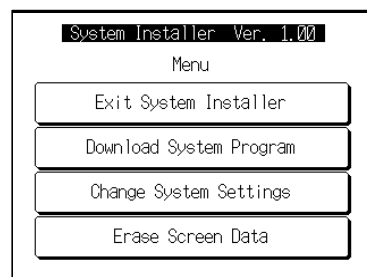 System Installer Ver. 1.00
Menu
Exit System Installer
Download System Program
Change System Settings
Erase Screen Data